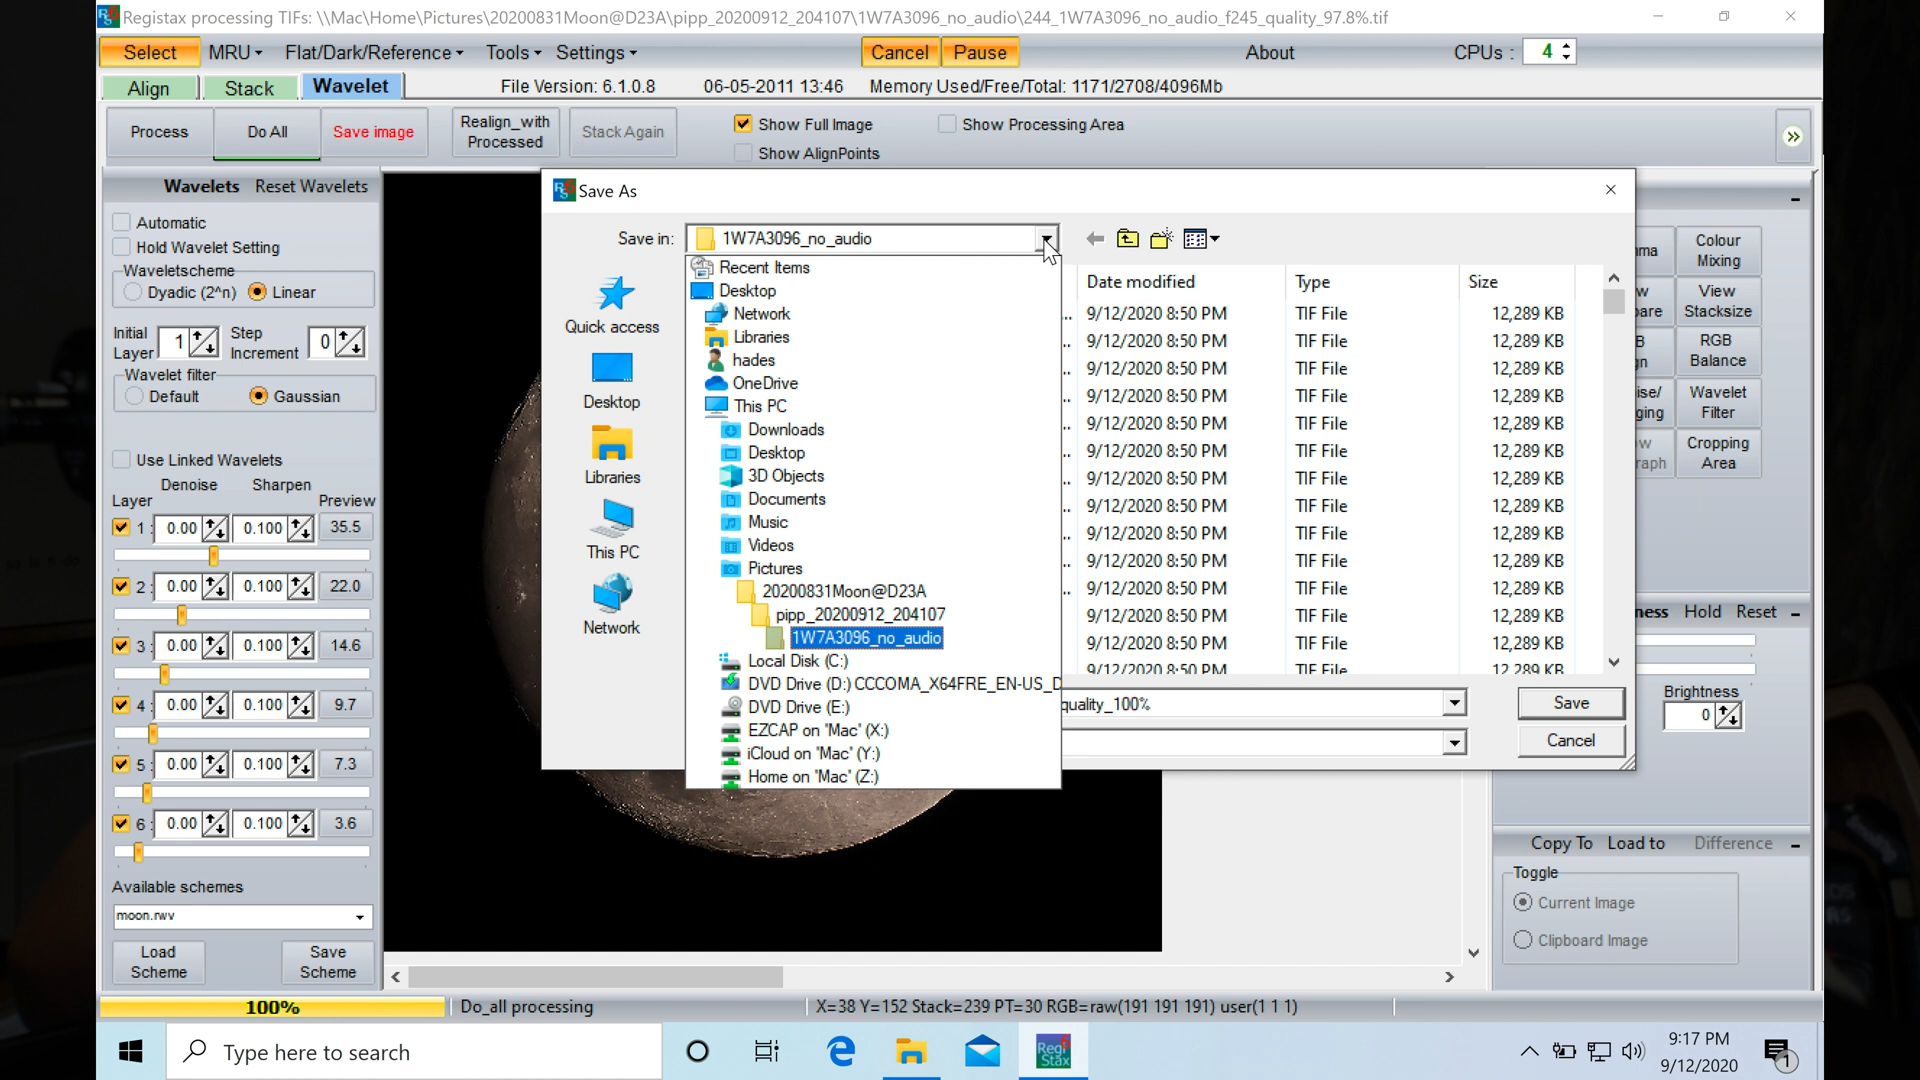 Registax processing TIFs: \\Mac\Home\Pictures\20200831Moon@D23A\pipp_20200912_204107\1W7A3096_no_audio\244_1W7A3096_no_audio_f245_quality_97.8%.tif
Select MRU Flat/Dark/Reference Tools Settings Cancel Pause About CPUs : 4
Align Stack Wavelet File Version: 6.1.0.8 06-05-2011 13:46 Memory Used/Free/Total: 1171/2708/4096Mb
Process Do All Save image Realign_with Processed Stack Again
Show Full Image Show Processing Area
Show AlignPoints
Wavelets Reset Wavelets
Automatic
Hold Wavelet Setting
Waveletscheme
Dyadic (2^n) Linear
Initial Layer 1 Step Increment 0
Wavelet filter
Default Gaussian
Use Linked Wavelets
Denoise Sharpen
Layer Preview
1 : 0.00 0.100 35.5
2 : 0.00 0.100 22.0
3 : 0.00 0.100 14.6
4 : 0.00 0.100 9.7
5 : 0.00 0.100 7.3
6 : 0.00 0.100 3.6
Available schemes
moon.rwv
Load Scheme
Save Scheme
Save As
Save in: 1W7A3096_no_audio
Quick access
Desktop
Libraries
This PC
Network
Recent Items
Desktop
Network
Libraries
hades
OneDrive
This PC
Downloads
Desktop
3D Objects
Documents
Music
Videos
Pictures
20200831Moon@D23A
pipp_20200912_204107
1W7A3096_no_audio
Local Disk (C:)
DVD Drive (D:) CCCOMA_X64FRE_EN-US_D
DVD Drive (E:)
EZCAP on 'Mac' (X:)
iCloud on 'Mac' (Y:)
Home on 'Mac' (Z:)
Date modified Type Size
.. 9/12/2020 8:50 PM TIF File 12,289 KB
.. 9/12/2020 8:50 PM TIF File 12,289 KB
.. 9/12/2020 8:50 PM TIF File 12,289 KB
.. 9/12/2020 8:50 PM TIF File 12,289 KB
.. 9/12/2020 8:50 PM TIF File 12,289 KB
.. 9/12/2020 8:50 PM TIF File 12,289 KB
.. 9/12/2020 8:50 PM TIF File 12,289 KB
.. 9/12/2020 8:50 PM TIF File 12,289 KB
.. 9/12/2020 8:50 PM TIF File 12,289 KB
.. 9/12/2020 8:50 PM TIF File 12,289 KB
.. 9/12/2020 8:50 PM TIF File 12,289 KB
.. 9/12/2020 8:50 PM TIF File 12,289 KB
.. 9/12/2020 8:50 PM TIF File 12,289 KB
9/12/2020 8:50 PM TIF File 12,289 KB
quality_100% Save
Cancel
Colour Mixing
View Stacksize
RGB Balance
Wavelet Filter
Cropping Area
Hold Reset
Brightness
0
Copy To Load to Difference
Toggle
Current Image
Clipboard Image
100% Do_all processing X=38 Y=152 Stack=239 PT=30 RGB=raw(191 191 191) user(1 1 1)
Type here to search
9:17 PM
9/12/2020
1